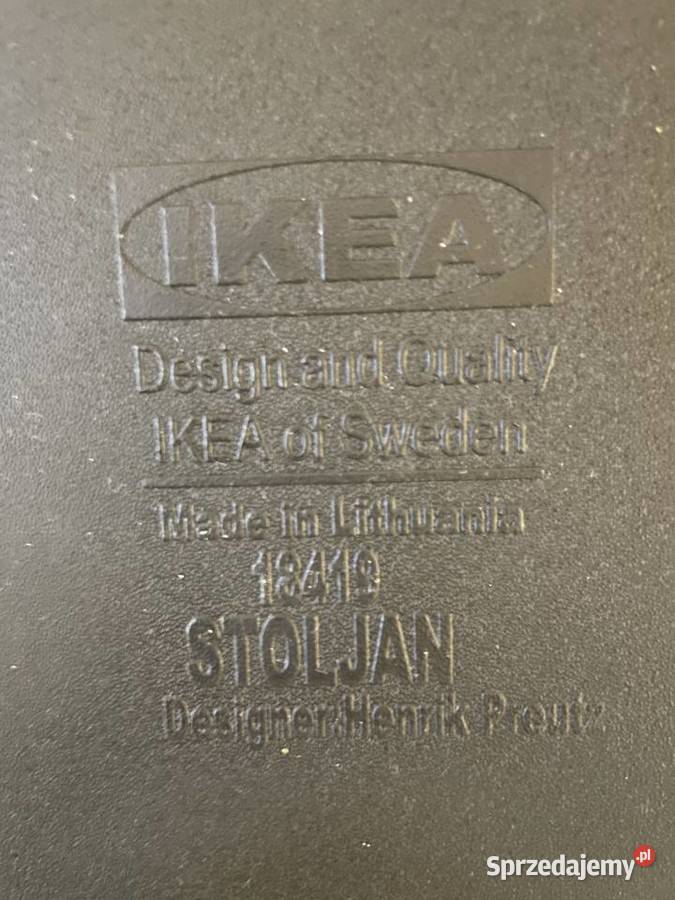 IKEA
Design and Quality
IKEA of Sweden
Made in Lithuania
18419
STOLJAN
Designer:Henrik Preutz
Sprzedajemy.pl